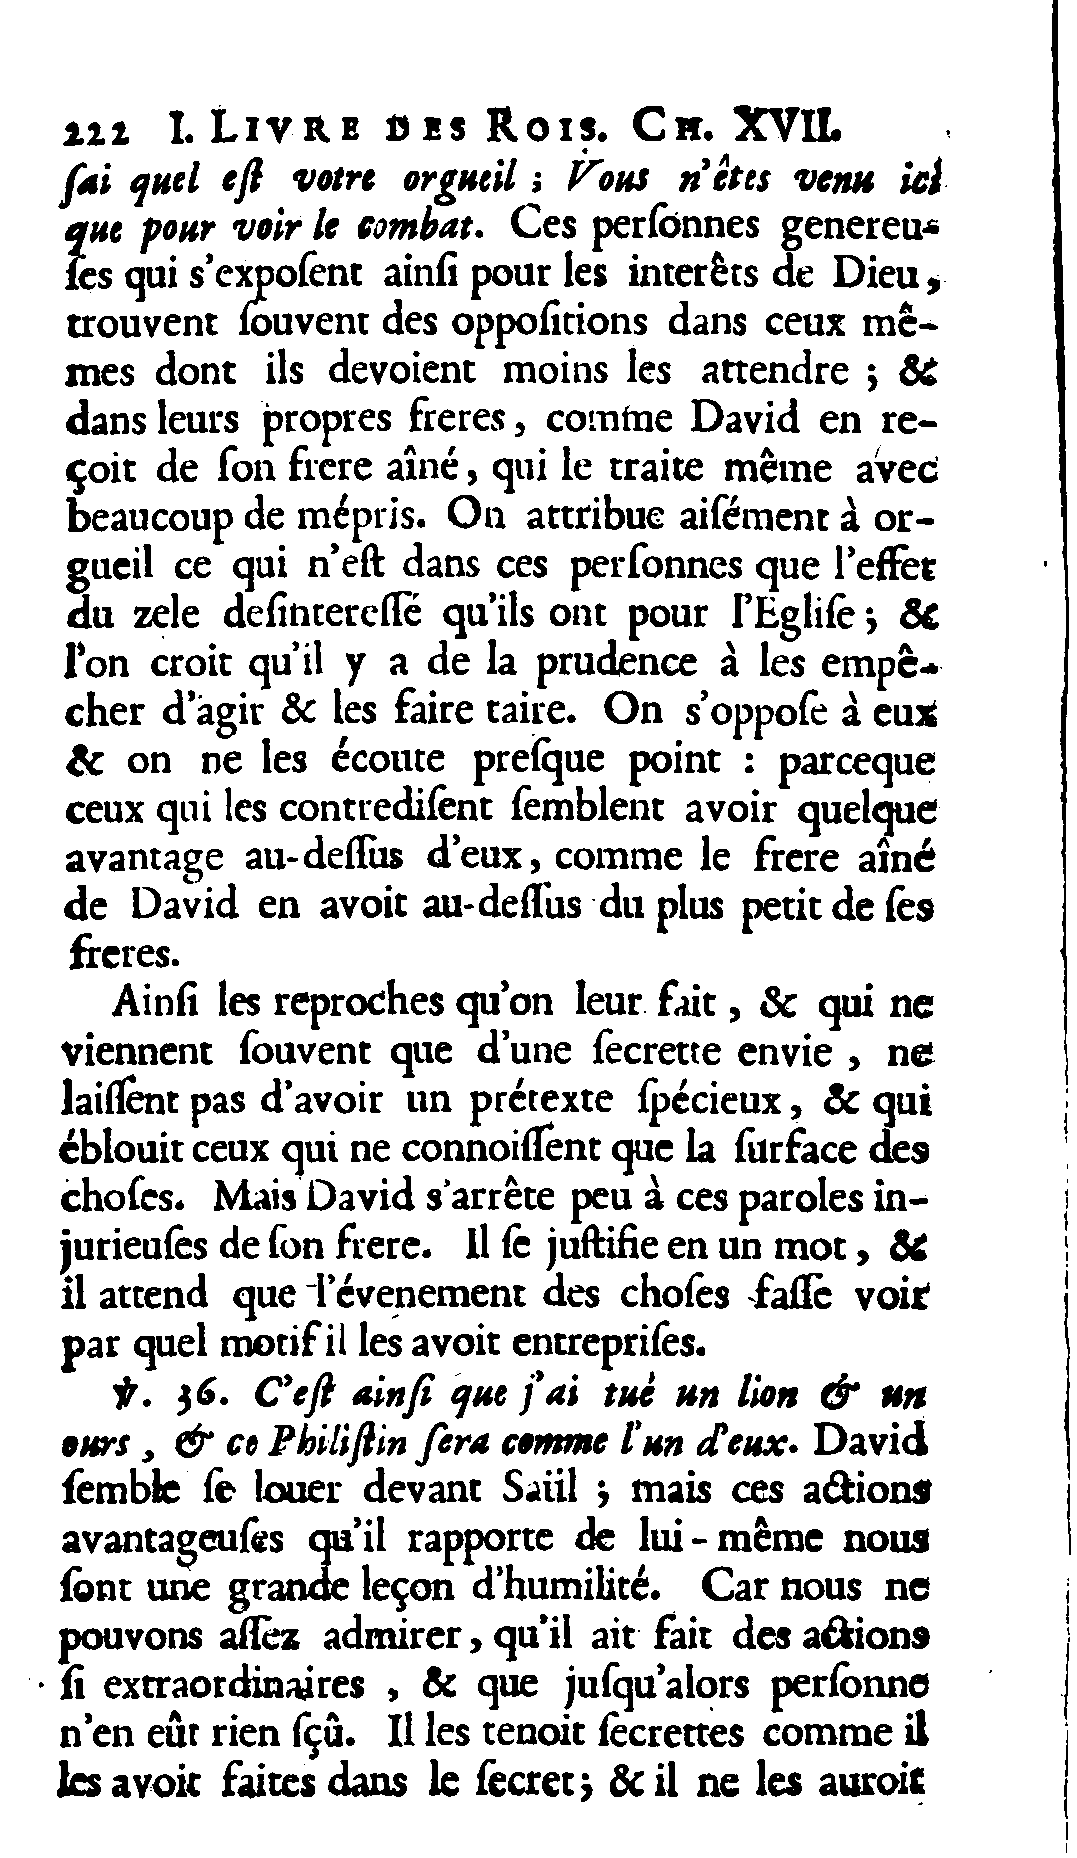 222 I. LIVRE DES ROIS. CH. XVII.
ſai quel eſt votre orgueil ; Vous n'êtes venu ici
que pour voir le combat. Ces perſonnes genereu-
ſes qui s'expoſent ainſi pour les interêts de Dieu,
trouvent ſouvent des oppoſitions dans ceux mê-
mes dont ils devoient moins les attendre ; &
dans leurs propres freres, comme David en re-
çoit de ſon frere aîné, qui le traite même avec
beaucoup de mépris. On attribue aiſément à or-
gueil ce qui n'eſt dans ces perſonnes que l'effet
du zele deſintereſſé qu'ils ont pour l'Egliſe ; &
l'on croit qu'il y a de la prudence à les empê-
cher d'agir & les faire taire. On s'oppoſe à eux
& on ne les écoute preſque point : parceque
ceux qui les contrediſent ſemblent avoir quelque
avantage au-deſſus d'eux, comme le frere aîné
de David en avoit au-deſſus du plus petit de ſes
freres.
Ainſi les reproches qu'on leur fait, & qui ne
viennent ſouvent que d'une ſecrette envie, ne
laiſſent pas d'avoir un prétexte ſpécieux, & qui
éblouit ceux qui ne connoiſſent que la ſurface des
choſes. Mais David s'arrête peu à ces paroles in-
jurieuſes de ſon frere. Il ſe juſtifie en un mot, &
il attend que l'évenement des choſes faſſe voir
par quel motif il les avoit entrepriſes.
℣. 36. C'eſt ainſi que j'ai tué un lion & un
ours, & ce Philiſtin ſera comme l'un d'eux. David
ſemble ſe louer devant Saül ; mais ces actions
avantageuſes qu'il rapporte de lui-même nous
ſont une grande leçon d'humilité. Car nous ne
pouvons aſſez admirer, qu'il ait fait des actions
ſi extraordinaires, & que juſqu'alors perſonne
n'en eût rien ſçû. Il les tenoit ſecrettes comme il
les avoit faites dans le ſecret ; & il ne les auroit